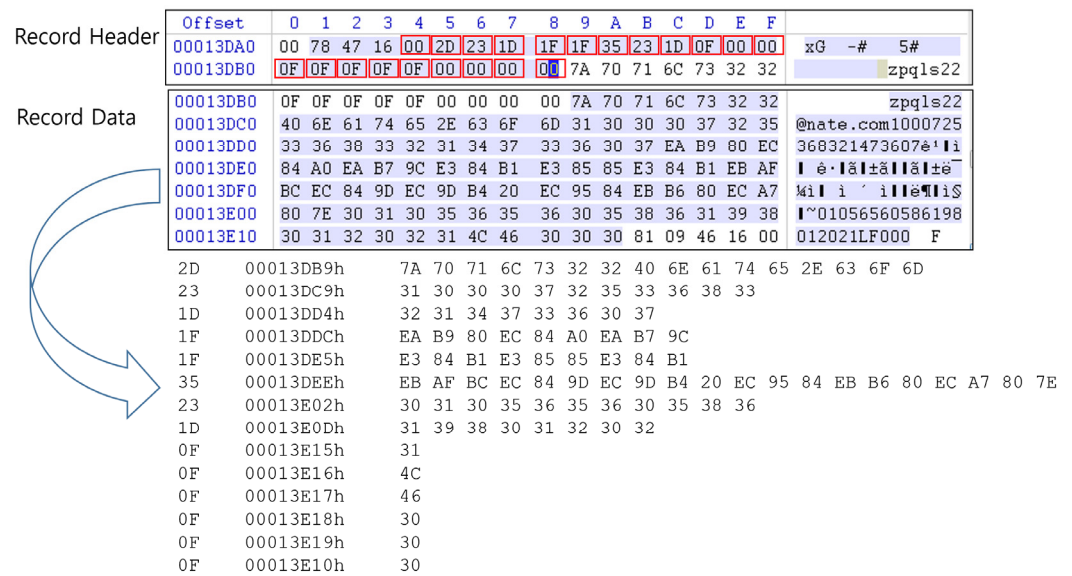 Offset 0 1 2 3 4 5 6 7 8 9 A B C D E F
Record Header
00013DA0 00 78 47 16 00 2D 23 1D 1F 1F 35 23 1D 0F 00 00 xG -# 5#
00013DB0 0F 0F 0F 0F 0F 00 00 00 00 7A 70 71 6C 73 32 32 zpqls22
00013DB0 0F 0F 0F 0F 0F 00 00 00 00 7A 70 71 6C 73 32 32 zpqls22
Record Data
00013DC0 40 6E 61 74 65 2E 63 6F 6D 31 30 30 30 37 32 35 @nate.com1000725
00013DD0 33 36 38 33 32 31 34 37 33 36 30 37 EA B9 80 EC 368321473607
00013DE0 84 A0 EA B7 9C E3 84 B1 E3 85 85 E3 84 B1 EB AF
00013DF0 BC EC 84 9D EC 9D B4 20 EC 95 84 EB B6 80 EC A7
00013E00 80 7E 30 31 30 35 36 35 36 30 35 38 36 31 39 38 ~01056560586198
00013E10 30 31 32 30 32 31 4C 46 30 30 30 81 09 46 16 00 012021LF000 F
2D 00013DB9h 7A 70 71 6C 73 32 32 40 6E 61 74 65 2E 63 6F 6D
23 00013DC9h 31 30 30 30 37 32 35 33 36 38 33
1D 00013DD4h 32 31 34 37 33 36 30 37
1F 00013DDCh EA B9 80 EC 84 A0 EA B7 9C
1F 00013DE5h E3 84 B1 E3 85 85 E3 84 B1
35 00013DEEh EB AF BC EC 84 9D EC 9D B4 20 EC 95 84 EB B6 80 EC A7 80 7E
23 00013E02h 30 31 30 35 36 35 36 30 35 38 36
1D 00013E0Dh 31 39 38 30 31 32 30 32
0F 00013E15h 31
0F 00013E16h 4C
0F 00013E17h 46
0F 00013E18h 30
0F 00013E19h 30
0F 00013E10h 30